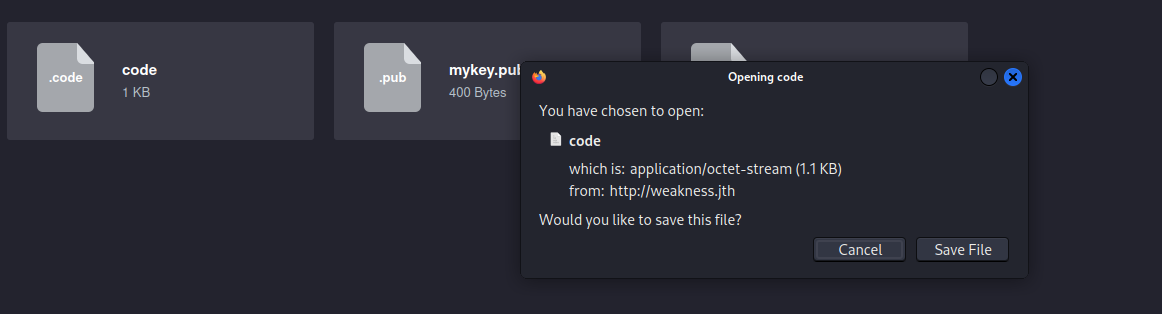 .code
code
1 KB
.pub
mykey.pu
400 Bytes
Opening code
You have chosen to open:
code
which is: application/octet-stream (1.1 KB)
from: http://weakness.jth
Would you like to save this file?
Cancel
Save File